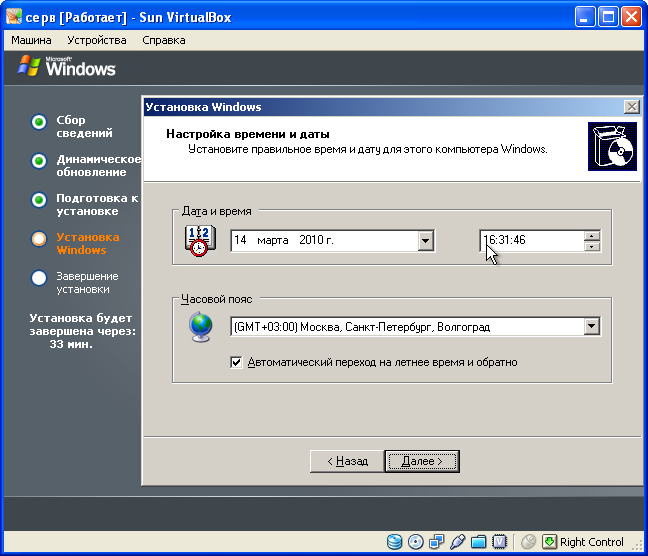 серв [Работает] - Sun VirtualBox
Машина Устройства Справка
Microsoft
Windows
Установка Windows
Сбор
сведений
Динамическое
обновление
Подготовка к
установке
Установка
Windows
Завершение
установки
Установка будет
завершена через:
33 мин.
Настройка времени и даты
Установите правильное время и дату для этого компьютера Windows.
Дата и время
14 марта 2010 г.
16:31:46
Часовой пояс
(GMT+03:00) Москва, Санкт-Петербург, Волгоград
Автоматический переход на летнее время и обратно
< Назад
Далее >
Right Control